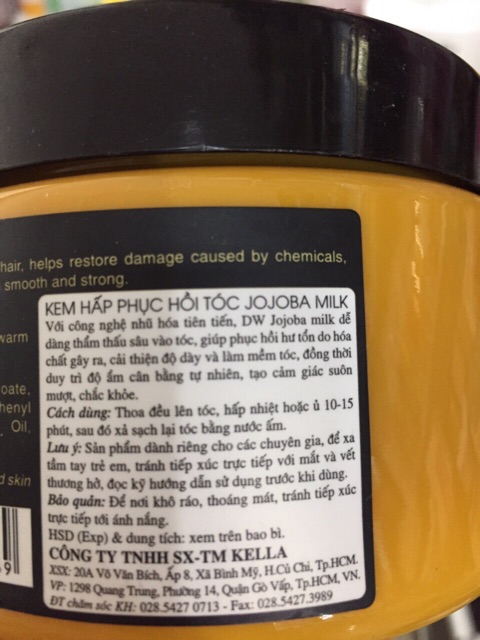 hair, helps restore damage caused by chemicals,
smooth and strong.
warm
oate,
henyl
Oil,
d skin
9
KEM HẤP PHỤC HỒI TÓC JOJOBA MILK
Với công nghệ nhũ hóa tiên tiến, DW Jojoba milk dễ
dàng thẩm thấu sâu vào tóc, giúp phục hồi hư tổn do hóa
chất gây ra, cải thiện độ dày và làm mềm tóc, đồng thời
duy trì độ ẩm cân bằng tự nhiên, tạo cảm giác suôn
mượt, chắc khỏe.
Cách dùng: Thoa đều lên tóc, hấp nhiệt hoặc ủ 10-15
phút, sau đó xả sạch lại tóc bằng nước ấm.
Lưu ý: Sản phẩm dành riêng cho các chuyên gia, để xa
tầm tay trẻ em, tránh tiếp xúc trực tiếp với mắt và vết
thương hở, đọc kỹ hướng dẫn sử dụng trước khi dùng.
Bảo quản: Để nơi khô ráo, thoáng mát, tránh tiếp xúc
trực tiếp tới ánh nắng.
HSD (Exp) & dung tích: xem trên bao bì.
CÔNG TY TNHH SX-TM KELLA
XSX: 20A Võ Văn Bích, Ấp 8, Xã Bình Mỹ, H.Củ Chi, Tp.HCM.
VP: 1298 Quang Trung, Phường 14, Quận Gò Vấp, Tp.HCM, VN.
ĐT chăm sóc KH: 028.5427 0713 - Fax: 028.5427.3989